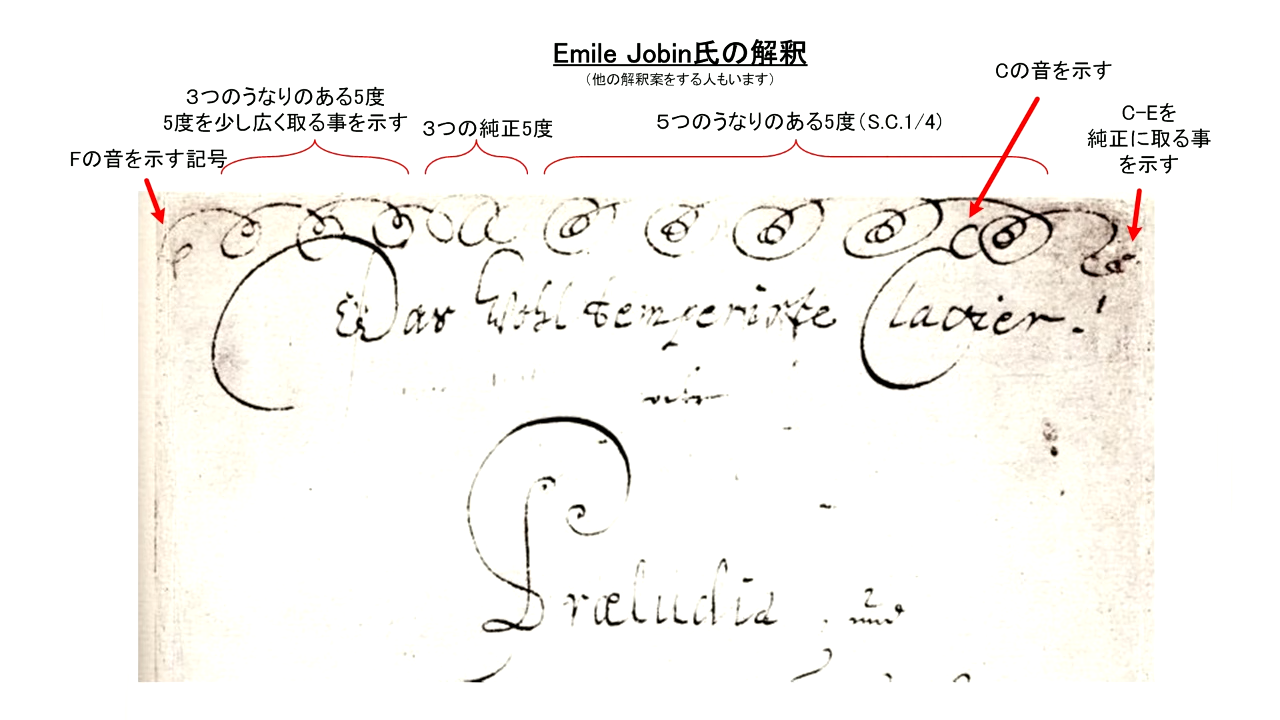 Emile Jobin氏の解釈
（他の解釈案をする人もいます）
Cの音を示す
３つのうなりのある5度
5度を少し広く取る事を示す
３つの純正5度
５つのうなりのある5度（S.C.1/4）
C-Eを
純正に取る事
を示す
Fの音を示す記号
Das Wohltemperirte Clavier.
oder
Præludia, und